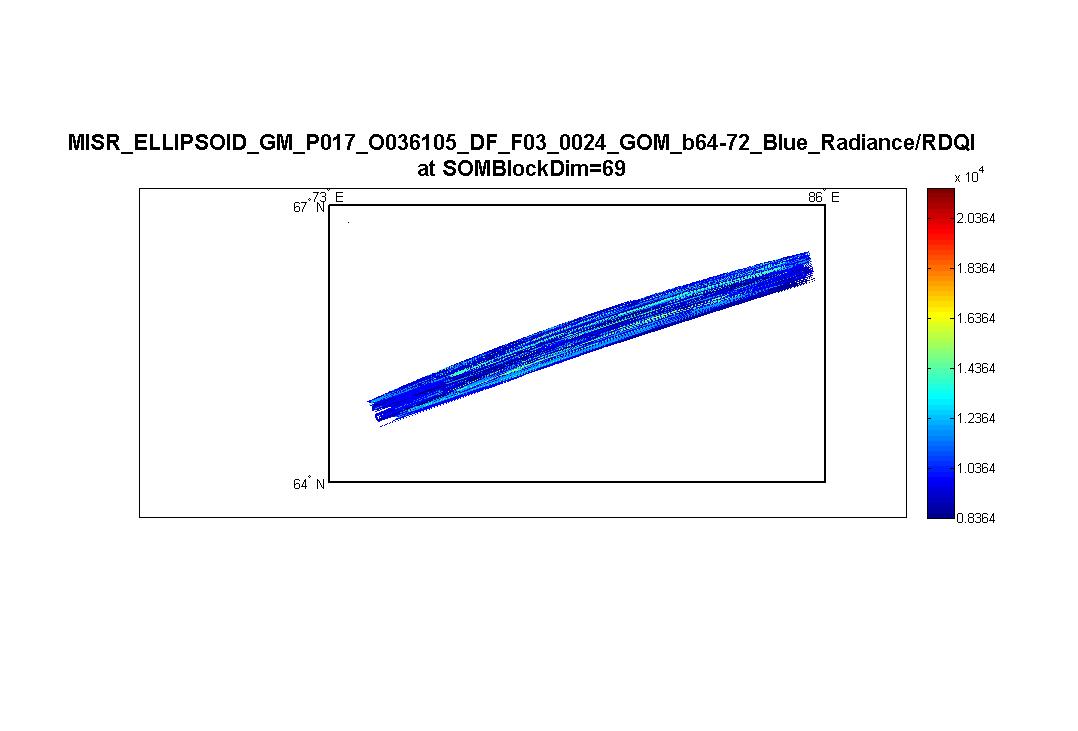 MISR_ELLIPSOID_GM_P017_O036105_DF_F03_0024_GOM_b64-72_Blue_Radiance/RDQI
at SOMBlockDim=69
x 10^4
73° E
86° E
67° N
64° N
2.0364
1.8364
1.6364
1.4364
1.2364
1.0364
0.8364